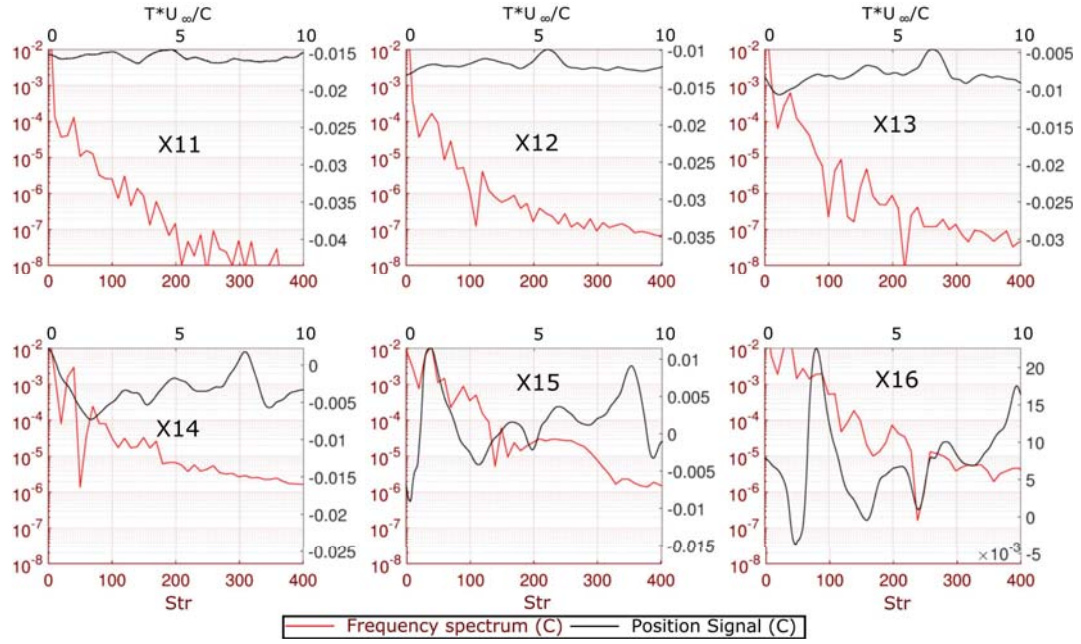 T*U ∞/C T*U ∞/C T*U ∞/C
0 5 10 0 5 10 0 5 10
10-2 -0.015 10-2 -0.01 10-2 -0.005
10-3 -0.02 10-3 -0.015 10-3 -0.01
10-4 -0.025 10-4 -0.02 10-4 -0.015
X11 X12 X13
10-5 -0.03 10-5 -0.025 10-5 -0.02
10-6 -0.035 10-6 -0.03 10-6 -0.025
10-7 -0.04 10-7 -0.035 10-7 -0.03
10-8 10-8 10-8
0 100 200 300 400 0 100 200 300 400 0 100 200 300 400
0 5 10 0 5 10 0 5 10
10-2 0 10-2 0.01 10-2 20
10-3 -0.005 10-3 0.005 10-3 15
X14 X15 X16
10-4 -0.01 10-4 0 10-4 10
10-5 -0.015 10-5 -0.005 10-5 5
10-6 -0.02 10-6 -0.01 10-6 0
10-7 -0.025 10-7 -0.015 10-7 ×10-3 -5
10-8 10-8 10-8
0 100 200 300 400 0 100 200 300 400 0 100 200 300 400
Str Str Str
Frequency spectrum (C) Position Signal (C)